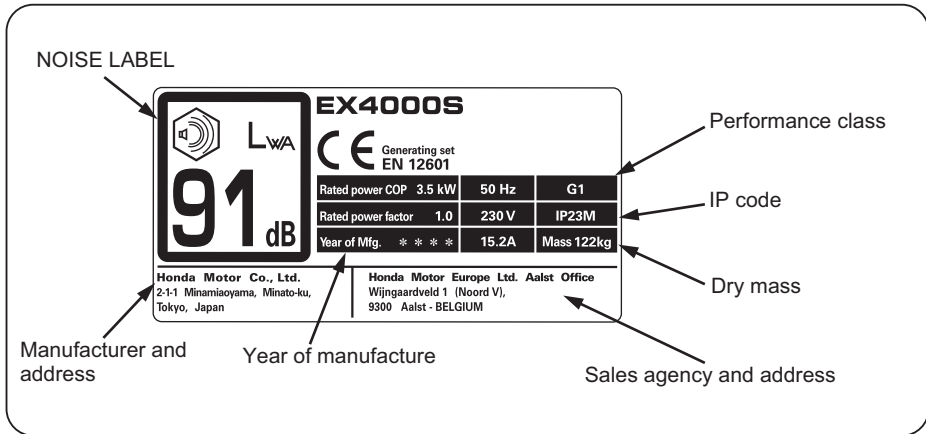 NOISE LABEL
EX4000S
LWA
CE Generating set
EN 12601
Performance class
91 dB
Rated power COP 3.5 kW 50 Hz G1
Rated power factor 1.0 230 V IP23M
IP code
Year of Mfg. * * * * 15.2A Mass 122kg
Dry mass
Honda Motor Co., Ltd.
2-1-1 Minamiaoyama, Minato-ku,
Tokyo, Japan
Honda Motor Europe Ltd. Aalst Office
Wijngaardveld 1 (Noord V),
9300 Aalst - BELGIUM
Manufacturer and
address
Year of manufacture
Sales agency and address